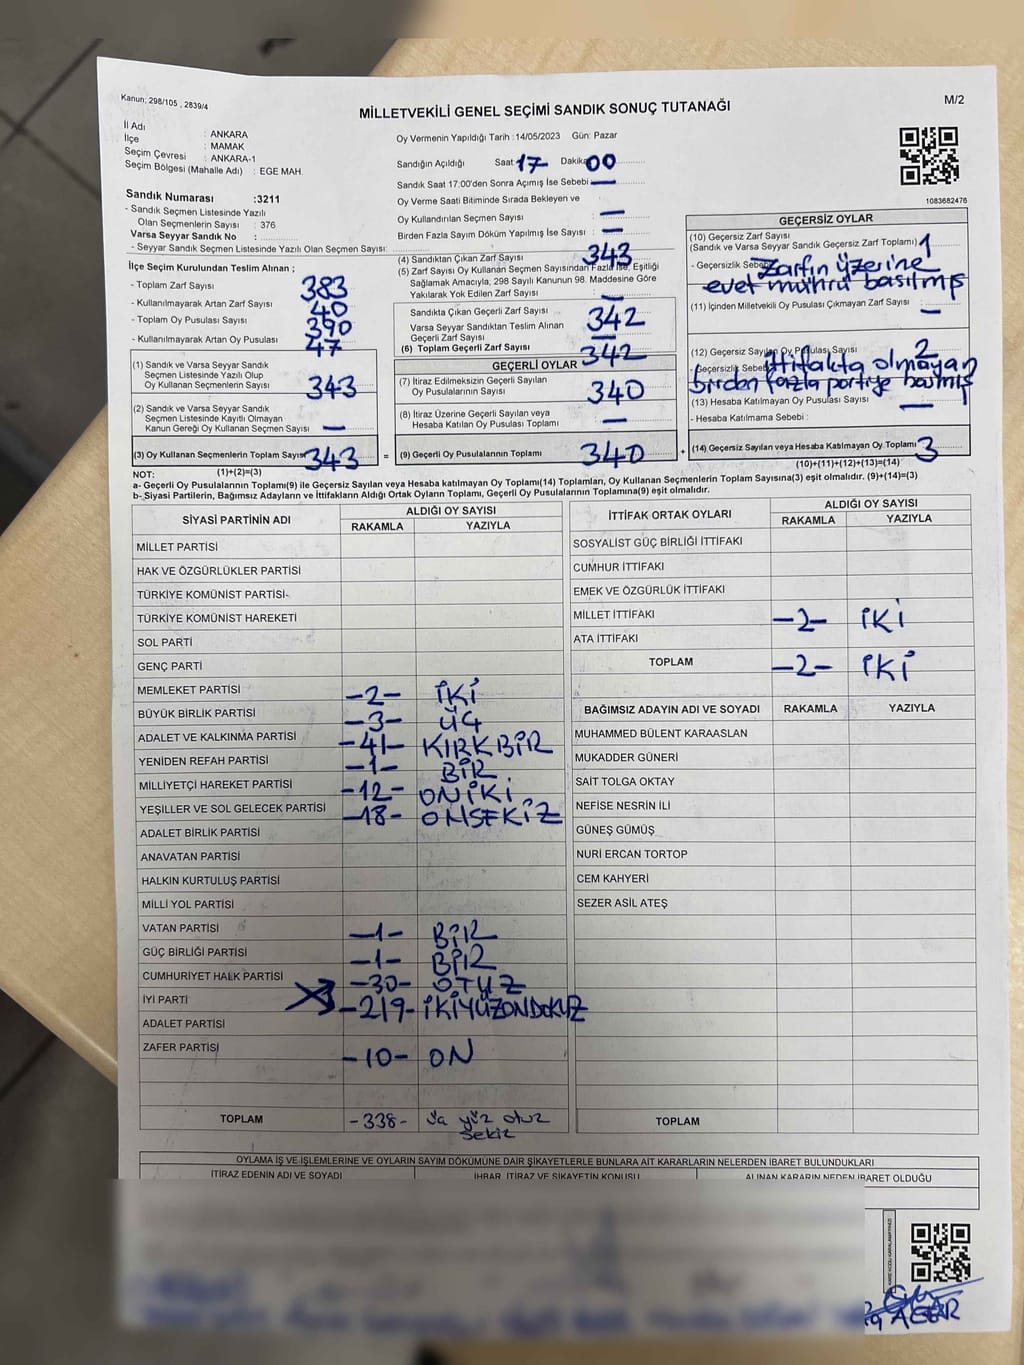 Kanun; 298/105 , 2839/4
MİLLETVEKİLİ GENEL SEÇİMİ SANDIK SONUÇ TUTANAĞI
M/2
İl Adı : ANKARA
İlçe : MAMAK
Seçim Çevresi : ANKARA-1
Seçim Bölgesi (Mahalle Adı) : EGE MAH.
Sandık Numarası :3211
- Sandık Seçmen Listesinde Yazılı
Olan Seçmenlerin Sayısı : 376
Varsa Seyyar Sandık No :
- Seyyar Sandık Seçmen Listesinde Yazılı Olan Seçmen Sayısı:
Oy Vermenin Yapıldığı Tarih :14/05/2023 Gün: Pazar
Sandığın Açıldığı Saat 17 Dakika 00
Sandık Saat 17:00'den Sonra Açımış İse Sebebi —
Oy Verme Saati Bitiminde Sırada Bekleyen ve
Oy Kullandırılan Seçmen Sayısı —
Birden Fazla Sayım Döküm Yapılmış İse Sayısı : —
1083682476
İlçe Seçim Kurulundan Teslim Alınan ;
- Toplam Zarf Sayısı 383
- Kullanılmayarak Artan Zarf Sayısı 40
- Toplam Oy Pusulası Sayısı 390
- Kullanılmayarak Artan Oy Pusulası 47
(1) Sandık ve Varsa Seyyar Sandık
Seçmen Listesinde Yazılı Olup
Oy Kullanan Seçmenlerin Sayısı 343
(2) Sandık ve Varsa Seyyar Sandık
Seçmen Listesinde Kayıtlı Olmayan
Kanun Gereği Oy Kullanan Seçmen Sayısı —
(3) Oy Kullanan Seçmenlerin Toplam Sayısı 343
(1)+(2)=(3)
(4) Sandıktan Çıkan Zarf Sayısı 343
(5) Zarf Sayısı Oy Kullanan Seçmen Sayısından Fazla İse, Eşitliği
Sağlamak Amacıyla, 298 Sayılı Kanunun 98. Maddesine Göre
Yakılarak Yok Edilen Zarf Sayısı —
Sandıkta Çıkan Geçerli Zarf Sayısı 342
Varsa Seyyar Sandıktan Teslim Alınan
Geçerli Zarf Sayısı —
(6) Toplam Geçerli Zarf Sayısı 342
GEÇERLİ OYLAR
(7) İtiraz Edilmeksizin Geçerli Sayılan
Oy Pusulalarının Sayısı 340
(8) İtiraz Üzerine Geçerli Sayılan veya
Hesaba Katılan Oy Pusulası Toplamı —
= (9) Geçerli Oy Pusulalarının Toplamı 340 +
GEÇERSİZ OYLAR
(10) Geçersiz Zarf Sayısı
(Sandık ve Varsa Seyyar Sandık Geçersiz Zarf Toplamı) 1
- Geçersizlik Sebebi Zarfın üzerine
evet mührü basıtmış
(11) İçinden Milletvekili Oy Pusulası Çıkmayan Zarf Sayısı —
(12) Geçersiz Sayılan Oy Pusulası Sayısı 2
- Geçersizlik Sebebi ittifakta olmayan
birden fazla partiye basmış
(13) Hesaba Katılmayan Oy Pusulası Sayısı —
- Hesaba Katılmama Sebebi :
(14) Geçersiz Sayılan veya Hesaba Katılmayan Oy Toplamı 3
(10)+(11)+(12)+(13)=(14)
NOT:
a- Geçerli Oy Pusulalarının Toplamı(9) ile Geçersiz Sayılan veya Hesaba Katılmayan Oy Toplamı(14) Toplamları, Oy Kullanan Seçmenlerin Toplam Sayısına(3) eşit olmalıdır. (9)+(14)=(3)
b- Siyasi Partilerin, Bağımsız Adayların ve İttifakların Aldığı Ortak Oyların Toplamı, Geçerli Oy Pusulalarının Toplamına(9) eşit olmalıdır.
SİYASİ PARTİNİN ADI ALDIĞI OY SAYISI
RAKAMLA YAZIYLA
MİLLET PARTİSİ
HAK VE ÖZGÜRLÜKLER PARTİSİ
TÜRKİYE KOMÜNİST PARTİSİ
TÜRKİYE KOMÜNİST HAREKETİ
SOL PARTİ
GENÇ PARTİ
MEMLEKET PARTİSİ -2- İKİ
BÜYÜK BİRLİK PARTİSİ -3- ÜÇ
ADALET VE KALKINMA PARTİSİ -41- KIRKBİR
YENİDEN REFAH PARTİSİ -1- BİR
MİLLİYETÇİ HAREKET PARTİSİ -12- ONİKİ
YEŞİLLER VE SOL GELECEK PARTİSİ -18- ONSEKİZ
ADALET BİRLİK PARTİSİ
ANAVATAN PARTİSİ
HALKIN KURTULUŞ PARTİSİ
MİLLİ YOL PARTİSİ
VATAN PARTİSİ -1- BİR
GÜÇ BİRLİĞİ PARTİSİ -1- BİR
CUMHURİYET HALK PARTİSİ -30- OTUZ
İYİ PARTİ -219- İKİYÜZONDOKUZ
ADALET PARTİSİ
ZAFER PARTİSİ -10- ON
TOPLAM -338- üç yüz otuz
sekiz
İTTİFAK ORTAK OYLARI ALDIĞI OY SAYISI
RAKAMLA YAZIYLA
SOSYALİST GÜÇ BİRLİĞİ İTTİFAKI
CUMHUR İTTİFAKI
EMEK VE ÖZGÜRLÜK İTTİFAKI
MİLLET İTTİFAKI -2- İKİ
ATA İTTİFAKI
TOPLAM -2- İKİ
BAĞIMSIZ ADAYIN ADI VE SOYADI RAKAMLA YAZIYLA
MUHAMMED BÜLENT KARAASLAN
MUKADDER GÜNERİ
SAİT TOLGA OKTAY
NEFİSE NESRİN İLİ
GÜNEŞ GÜMÜŞ
NURİ ERCAN TORTOP
CEM KAHYERİ
SEZER ASİL ATEŞ
TOPLAM
OYLAMA İŞ VE İŞLEMLERİNE VE OYLARIN SAYIM DÖKÜMÜNE DAİR ŞİKAYETLERLE BUNLARA AİT KARARLARIN NELERDEN İBARET BULUNDUKLARI
İTİRAZ EDENİN ADI VE SOYADI İHBAR, İTİRAZ VE ŞİKAYETİN KONUSU ALINAN KARARIN NEDEN İBARET OLDUĞU
KARE KODU KARALAMAYINIZ!